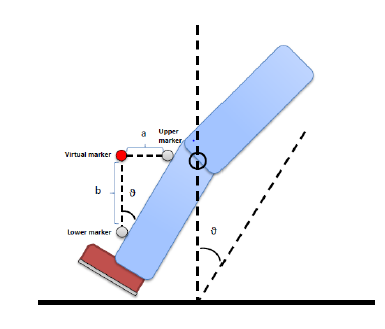 a
Upper
marker
Virtual marker
b
ϑ
Lower marker
ϑ